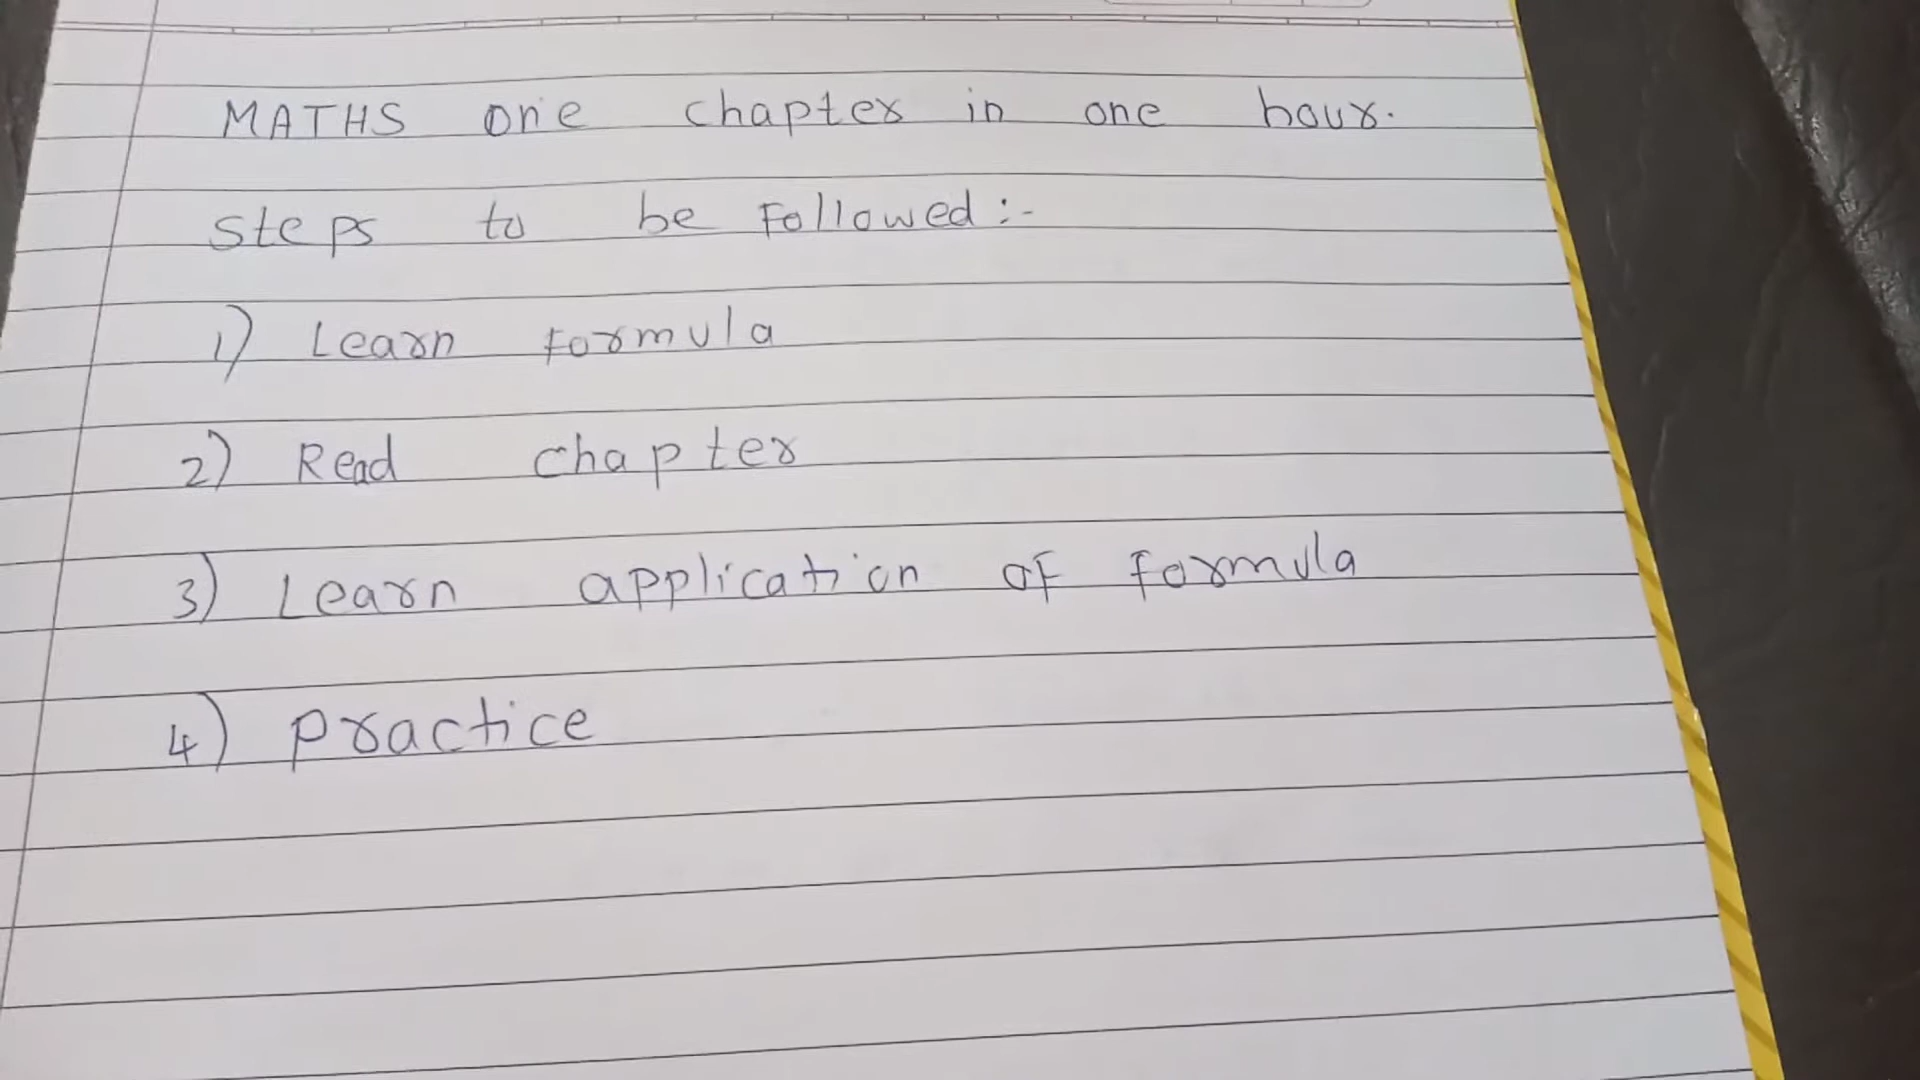 MATHS one chapter in one hour.
steps to be Followed :-
1) Learn formula
2) Read chapter
3) Learn application of formula
4) practice